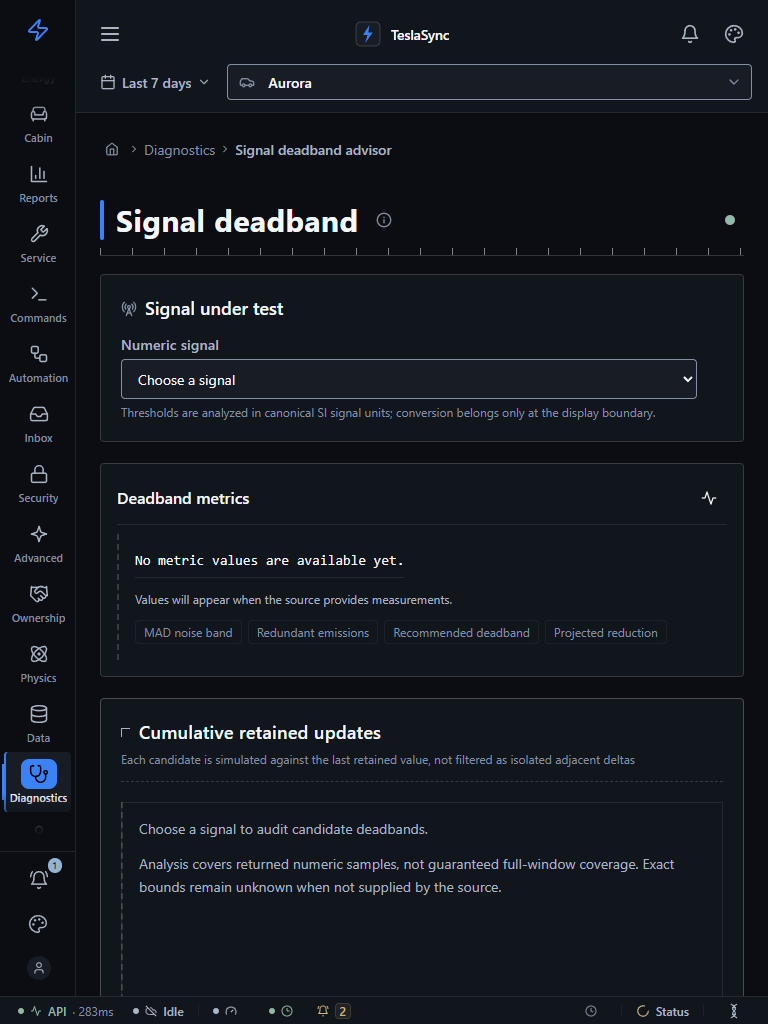 TeslaSync
Last 7 days
Aurora
Cabin
Reports
Service
Commands
Automation
Inbox
Security
Advanced
Ownership
Physics
Data
Diagnostics
1
Diagnostics
Signal deadband advisor
Signal deadband
Signal under test
Numeric signal
Choose a signal
Thresholds are analyzed in canonical SI signal units; conversion belongs only at the display boundary.
Deadband metrics
No metric values are available yet.
Values will appear when the source provides measurements.
MAD noise band
Redundant emissions
Recommended deadband
Projected reduction
Cumulative retained updates
Each candidate is simulated against the last retained value, not filtered as isolated adjacent deltas
Choose a signal to audit candidate deadbands.
Analysis covers returned numeric samples, not guaranteed full-window coverage. Exact
bounds remain unknown when not supplied by the source.
API · 283ms
Idle
2
Status